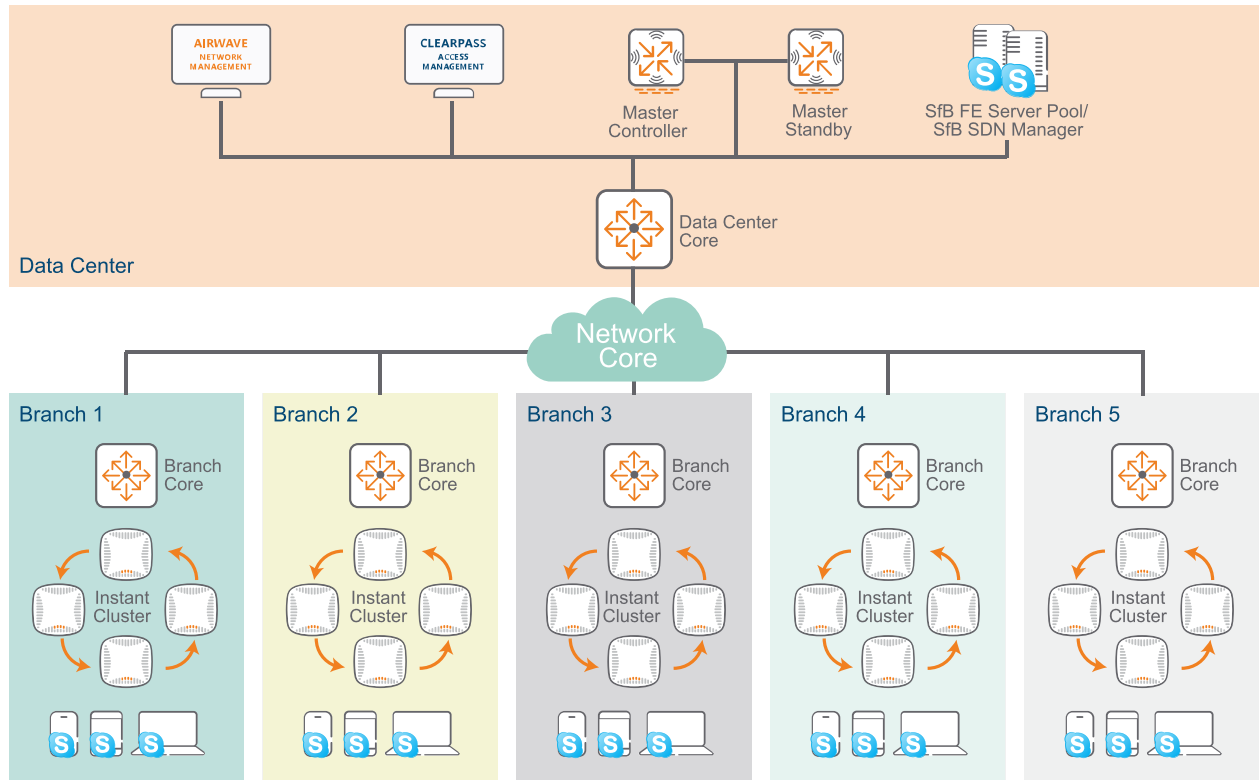 AIRWAVE
NETWORK
MANAGEMENT
CLEARPASS
ACCESS
MANAGEMENT
Master
Controller
Master
Standby
SfB FE Server Pool/
SfB SDN Manager
Data Center
Core
Data Center
Network
Core
Branch 1
Branch
Core
Instant
Cluster
S
S
S
Branch 2
Branch
Core
Instant
Cluster
S
S
S
Branch 3
Branch
Core
Instant
Cluster
S
S
S
Branch 4
Branch
Core
Instant
Cluster
S
S
S
Branch 5
Branch
Core
Instant
Cluster
S
S
S